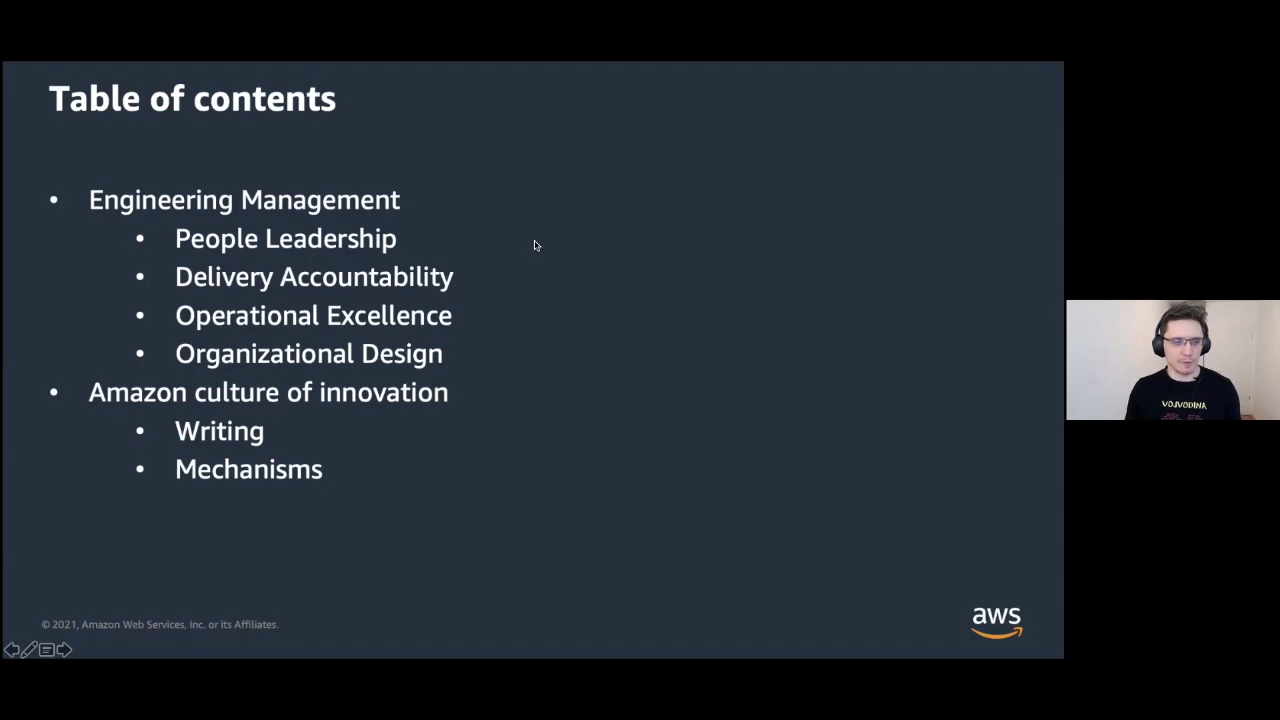 Table of contents
• Engineering Management
• People Leadership
• Delivery Accountability
• Operational Excellence
• Organizational Design
• Amazon culture of innovation
• Writing
• Mechanisms
© 2021, Amazon Web Services, Inc. or its Affiliates.
aws
VOJVODINA